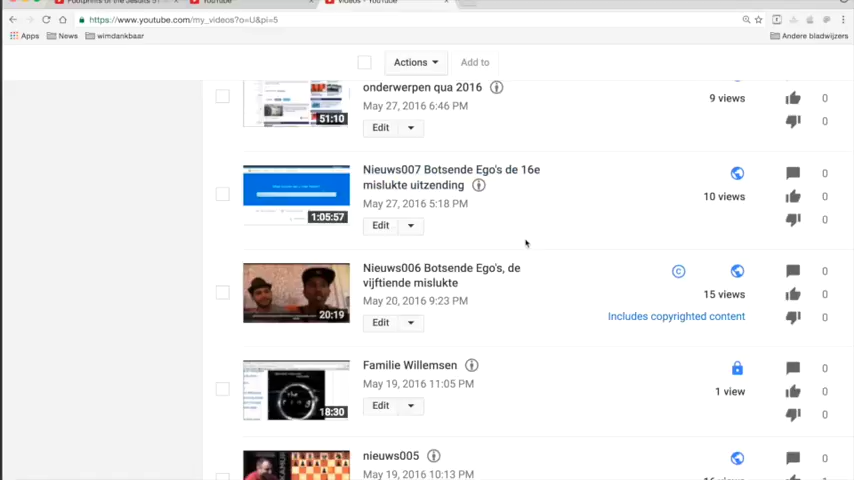 Footprints of the Jesuits
YouTube
Videos - YouTube
https://www.youtube.com/my_videos?o=U&pi=5
Apps
News
wimdankbaar
Andere bladwijzers
Actions
Add to
onderwerpen qua 2016
May 27, 2016 6:46 PM
51:10
Edit
9 views
0
0
Nieuws007 Botsende Ego's de 16e
mislukte uitzending
May 27, 2016 5:18 PM
1:05:57
Edit
10 views
0
0
0
Nieuws006 Botsende Ego's, de
vijftiende mislukte
May 20, 2016 9:23 PM
20:19
Edit
15 views
Includes copyrighted content
0
0
0
Familie Willemsen
May 19, 2016 11:05 PM
18:30
Edit
1 view
0
0
0
nieuws005
May 19, 2016 10:13 PM
0